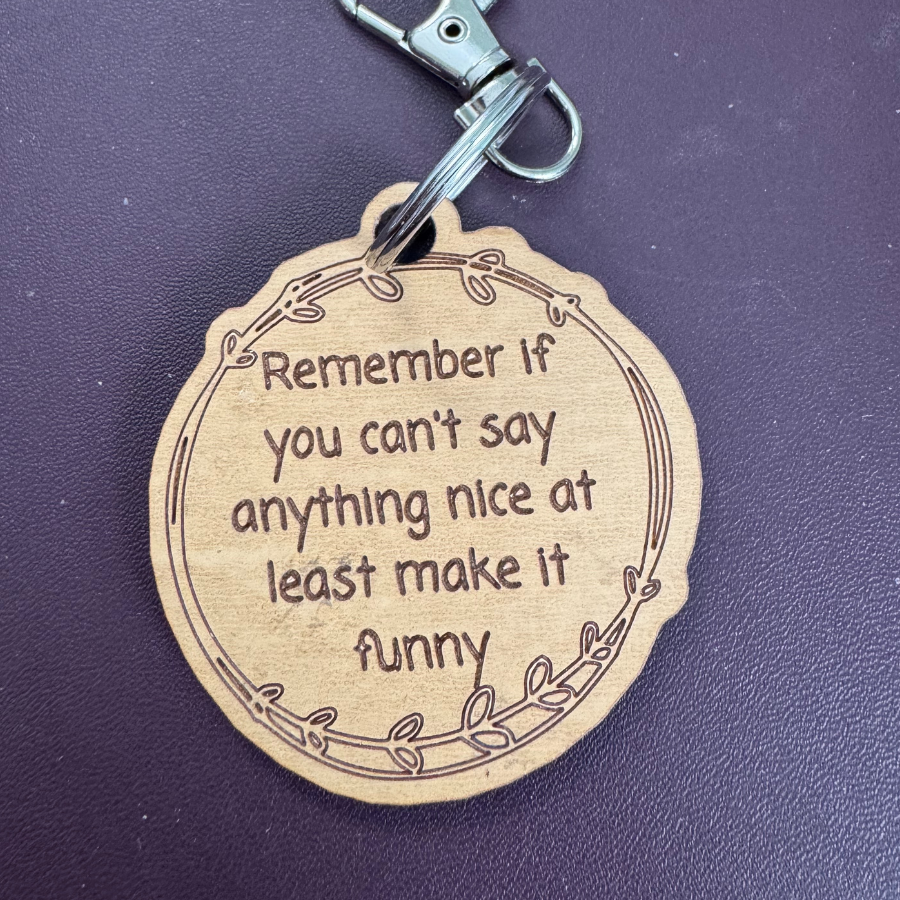 Remember if
you can't say
anything nice at
least make it
funny